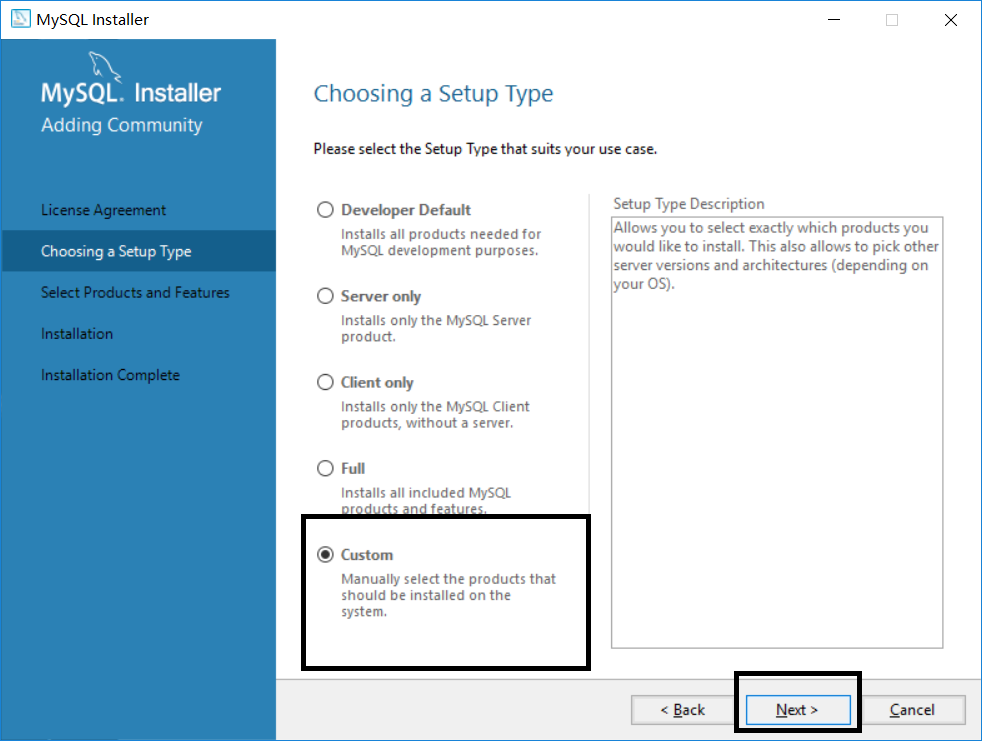 MySQL Installer
MySQL. Installer
Adding Community
License Agreement
Choosing a Setup Type
Select Products and Features
Installation
Installation Complete
Choosing a Setup Type
Please select the Setup Type that suits your use case.
Developer Default
Installs all products needed for
MySQL development purposes.
Server only
Installs only the MySQL Server
product.
Client only
Installs only the MySQL Client
products, without a server.
Full
Installs all included MySQL
products and features.
Custom
Manually select the products that
should be installed on the
system.
Setup Type Description
Allows you to select exactly which products you
would like to install. This also allows to pick other
server versions and architectures (depending on
your OS).
< Back
Next >
Cancel